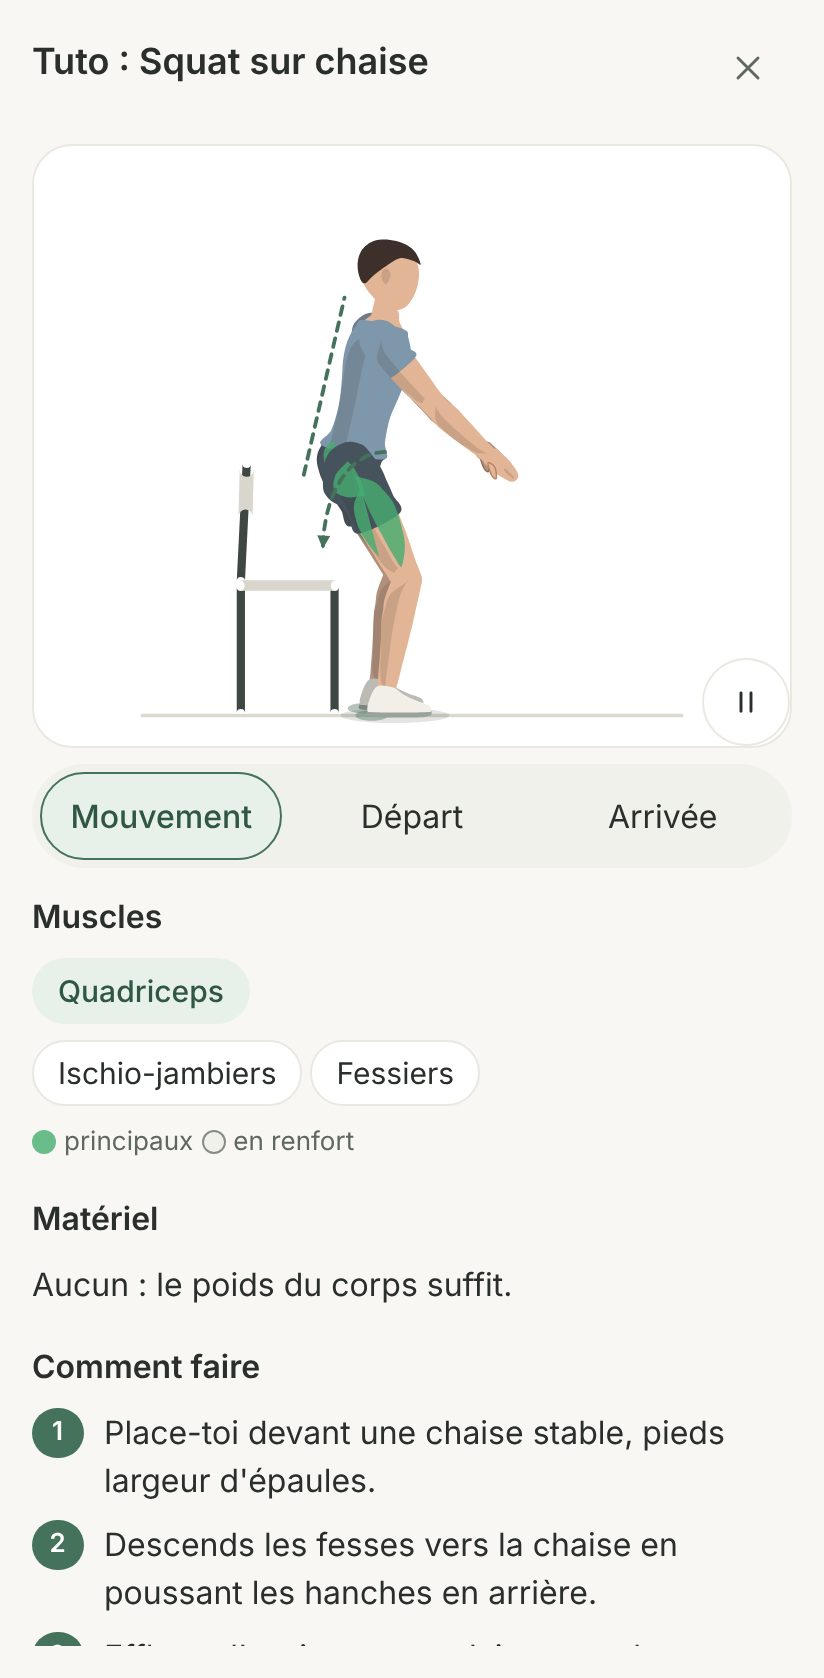 Tuto : Squat sur chaise
Mouvement
Départ
Arrivée
Muscles
Quadriceps
Ischio-jambiers
Fessiers
principaux
en renfort
Matériel
Aucun : le poids du corps suffit.
Comment faire
1
Place-toi devant une chaise stable, pieds
largeur d'épaules.
2
Descends les fesses vers la chaise en
poussant les hanches en arrière.